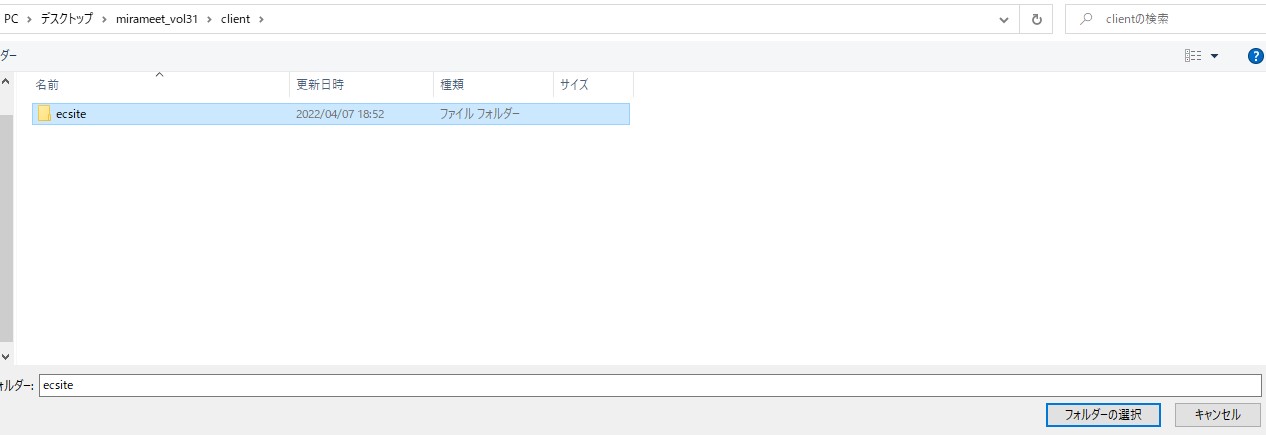 PC > デスクトップ > mirameet_vol31 > client >
clientの検索
ダー
名前 更新日時 種類 サイズ
ecsite 2022/04/07 18:52 ファイル フォルダー
ォルダー: ecsite
フォルダーの選択 キャンセル